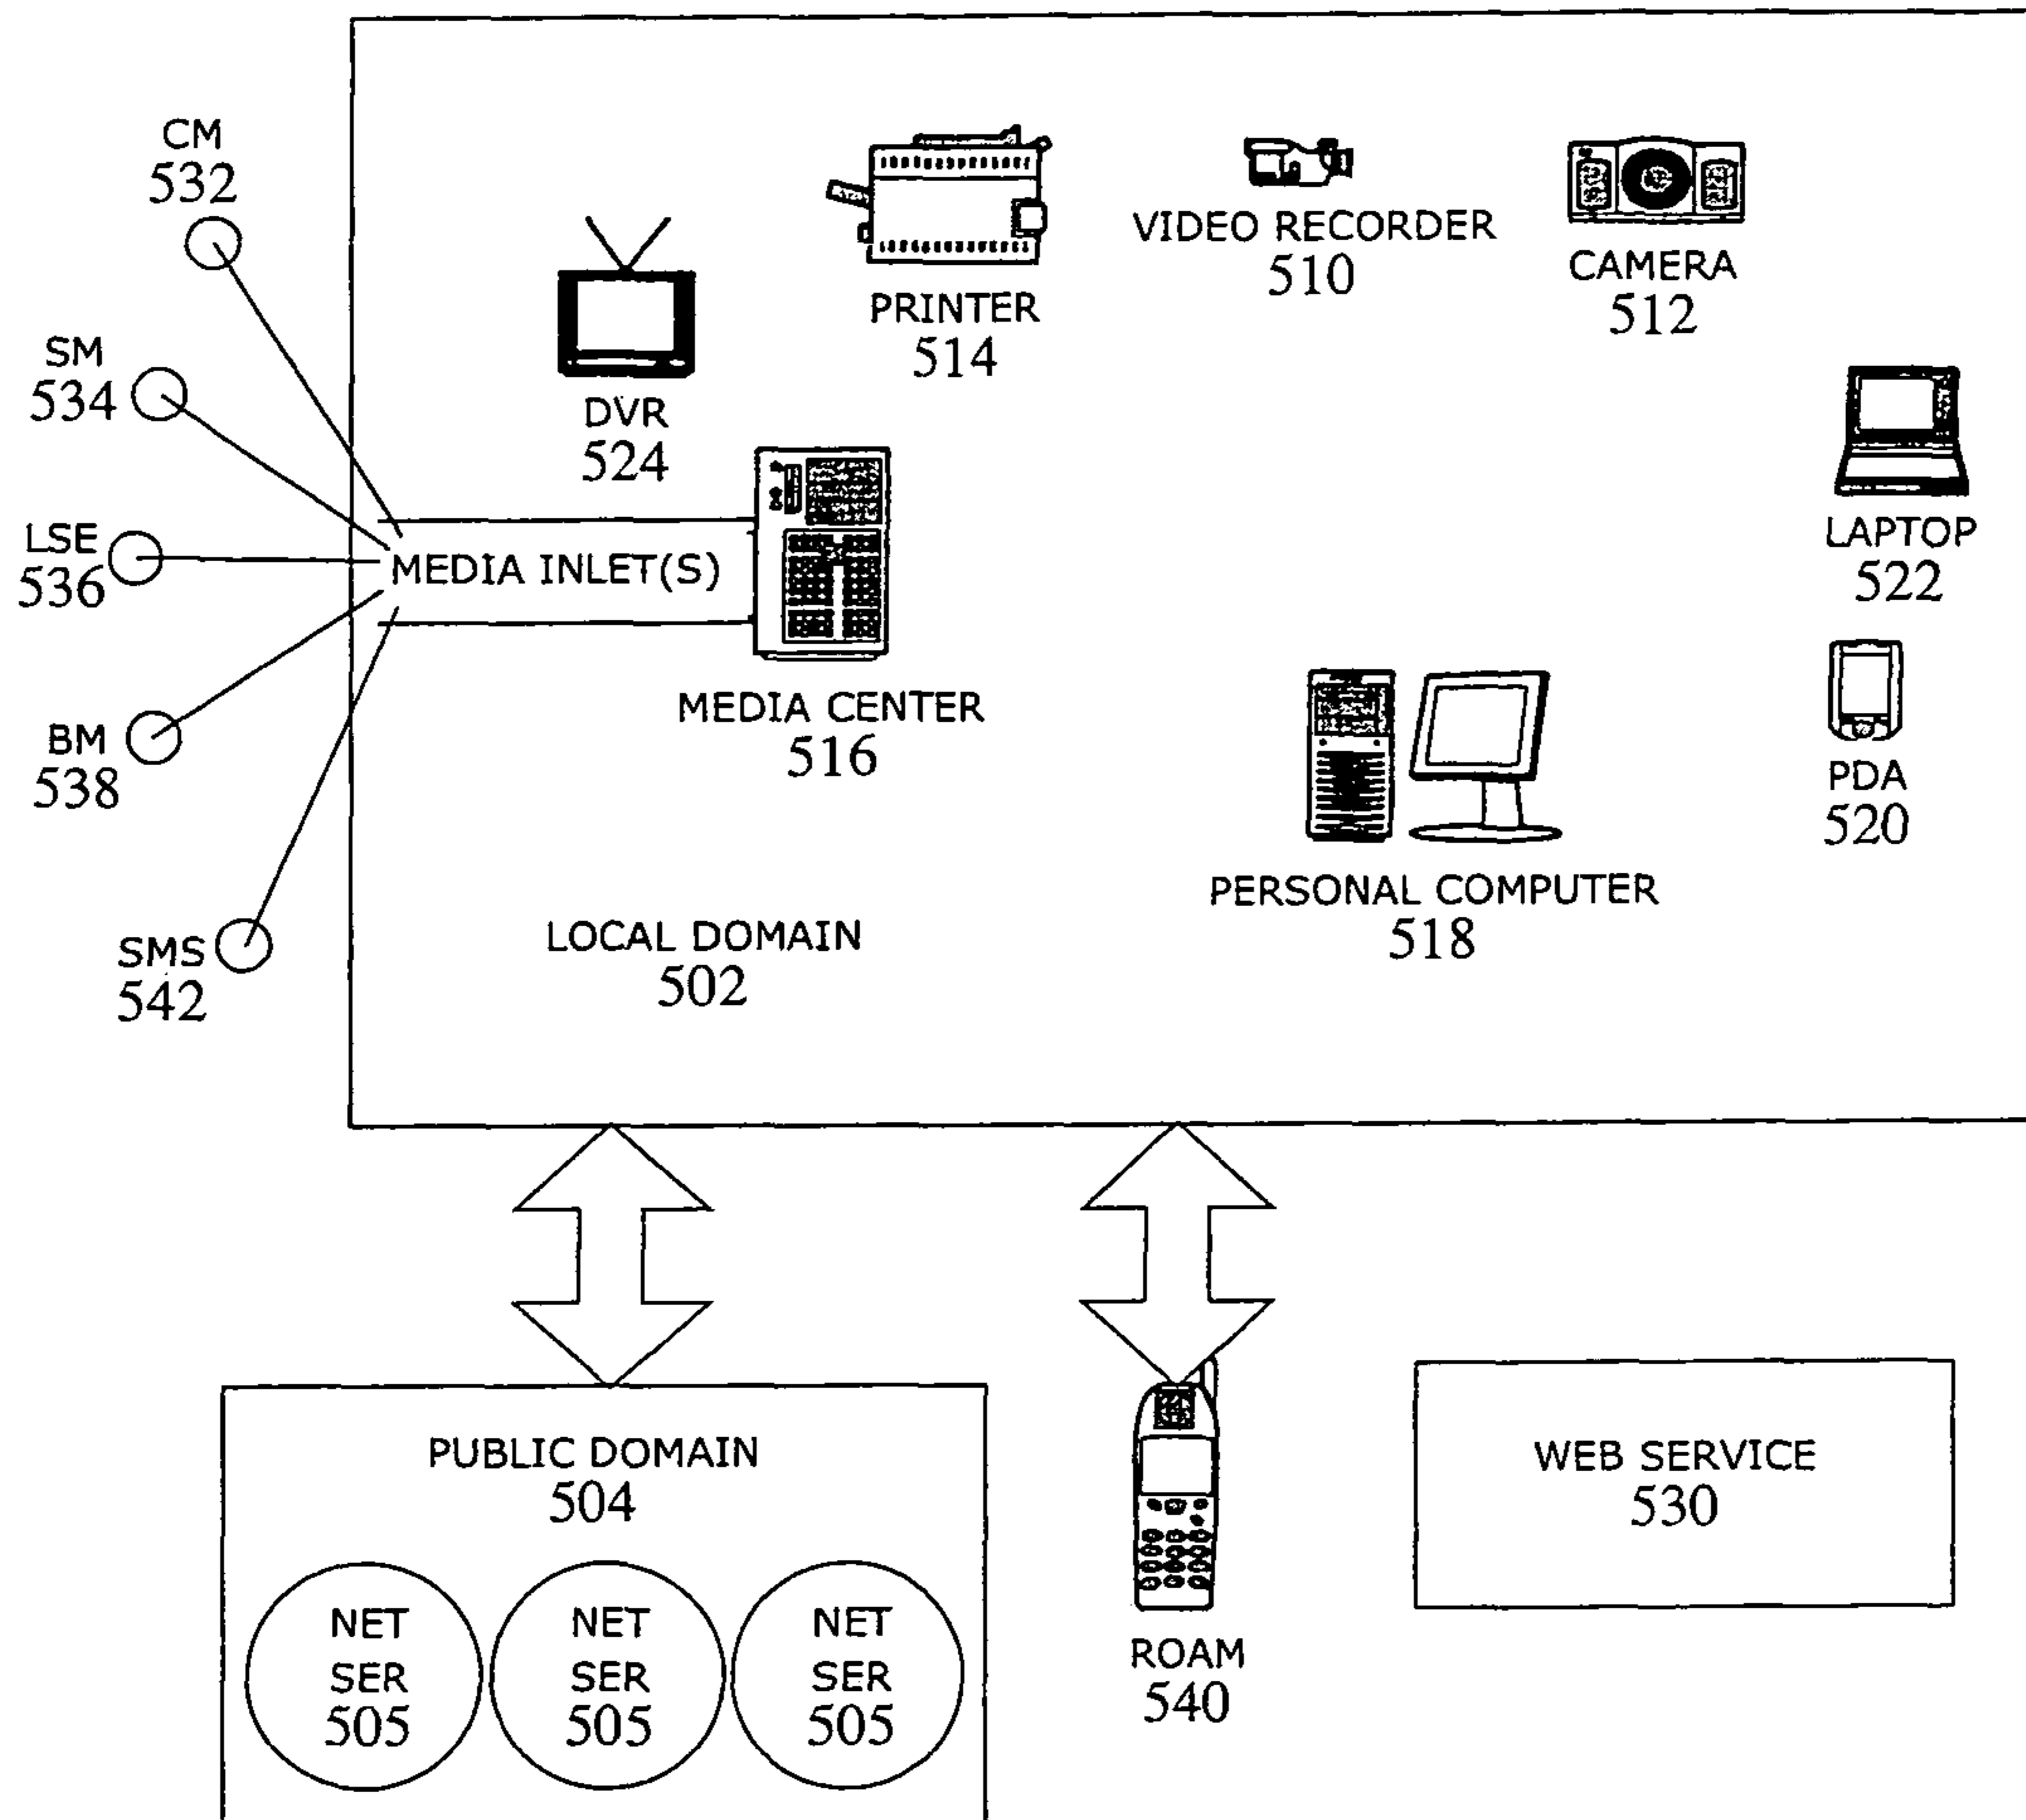 CM
532
SM
534
LSE
536
BM
538
SMS
542
MEDIA INLET(S)
DVR
524
PRINTER
514
VIDEO RECORDER
510
CAMERA
512
LAPTOP
522
PDA
520
MEDIA CENTER
516
PERSONAL COMPUTER
518
LOCAL DOMAIN
502
PUBLIC DOMAIN
504
NET
SER
505
NET
SER
505
NET
SER
505
ROAM
540
WEB SERVICE
530